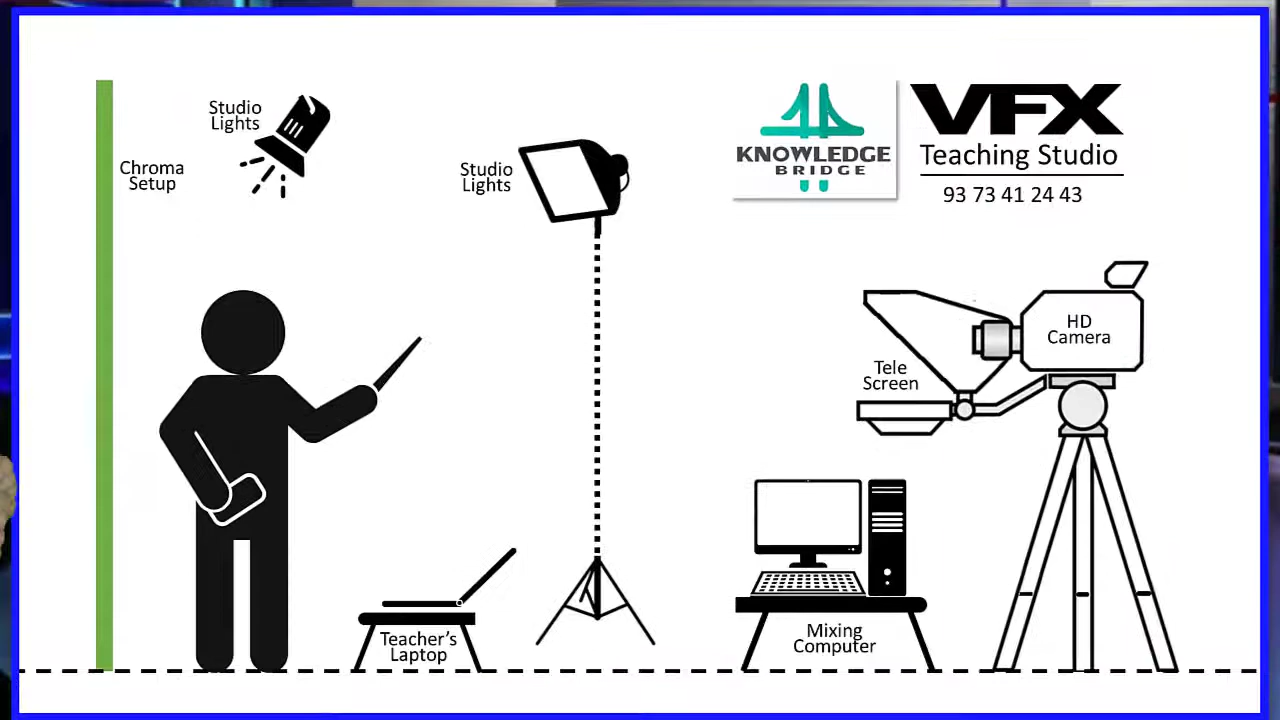 Studio
Lights
Chroma
Setup
Studio
Lights
KNOWLEDGE
BRIDGE
VFX
Teaching Studio
93 73 41 24 43
HD
Camera
Tele
Screen
Teacher's
Laptop
Mixing
Computer